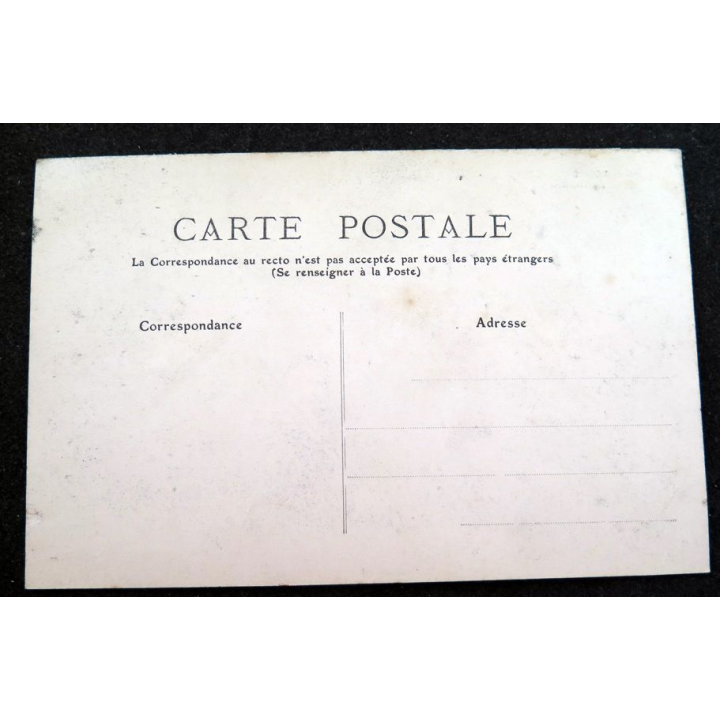 CARTE POSTALE
La Correspondance au recto n'est pas acceptée par tous les pays étrangers
(Se renseigner à la Poste)
Correspondance
Adresse